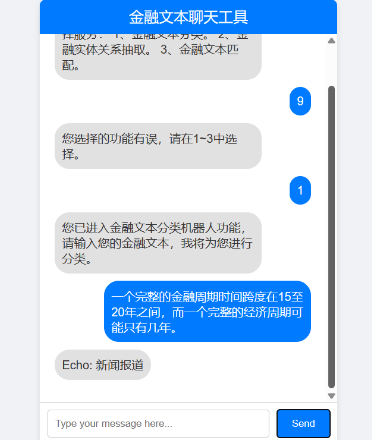 金融文本聊天工具
择服务： 1、金融文本分类。 2、金
融实体关系抽取。 3、金融文本匹
配。
9
您选择的功能有误，请在1~3中选
择。
1
您已进入金融文本分类机器人功能，
请输入您的金融文本，我将为您进行
分类。
一个完整的金融周期时间跨度在15至
20年之间，而一个完整的经济周期可
能只有几年。
Echo: 新闻报道
Type your message here...
Send